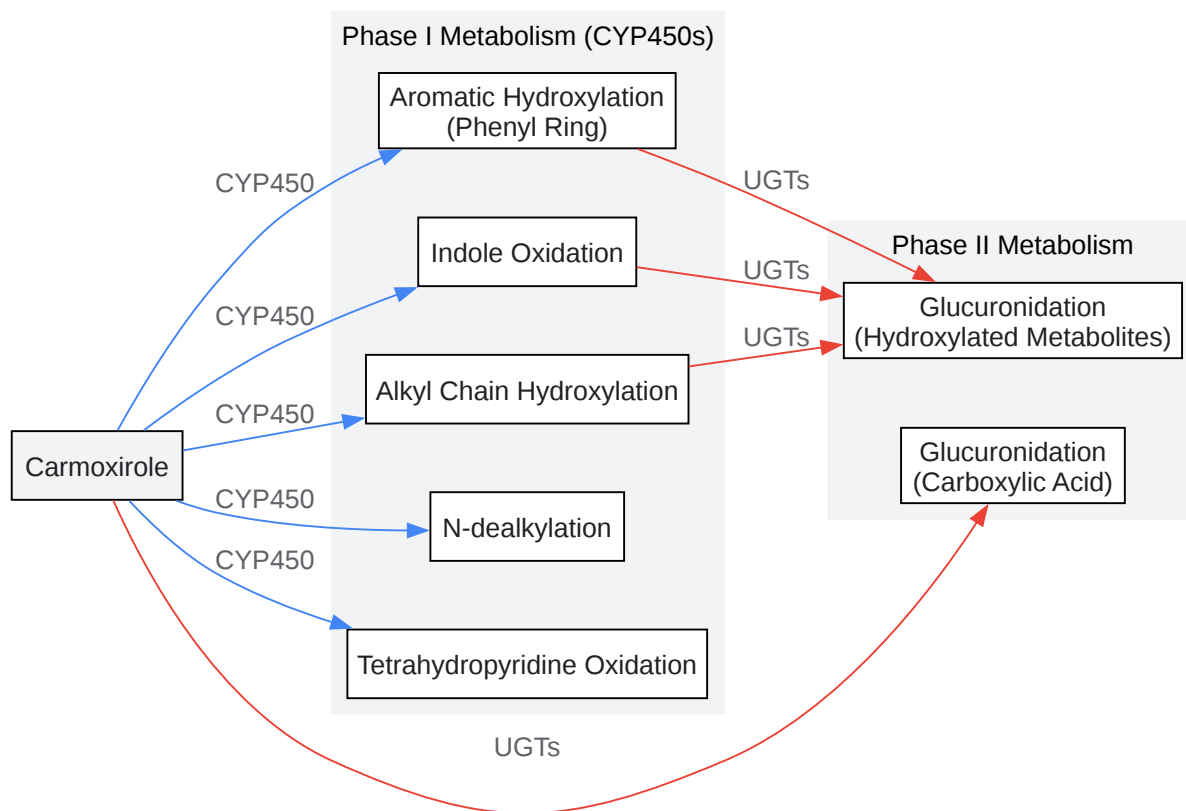 Phase I Metabolism (CYP450s)
Aromatic Hydroxylation
(Phenyl Ring)
CYP450
UGTs
Indole Oxidation
CYP450
UGTs
Phase II Metabolism
Glucuronidation
(Hydroxylated Metabolites)
Alkyl Chain Hydroxylation
CYP450
UGTs
Carmoxirole
Glucuronidation
(Carboxylic Acid)
CYP450
N-dealkylation
CYP450
Tetrahydropyridine Oxidation
UGTs